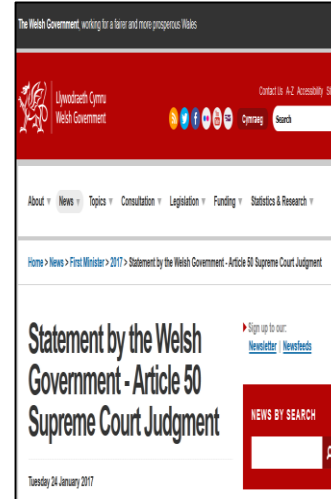 The Welsh Government, working for a fairer and more prosperous Wales
Contact Us A-Z Accessibility
Llywodraeth Cymru
Welsh Government
Cymraeg Search
About News Topics Consultation Legislation Funding Statistics & Research
Home > News > First Minister > 2017 > Statement by the Welsh Government - Article 50 Supreme Court Judgment
Statement by the Welsh
Government - Article 50
Supreme Court Judgment
Sign up to our:
Newsletter | Newsfeeds
NEWS BY SEARCH
Tuesday 24 January 2017